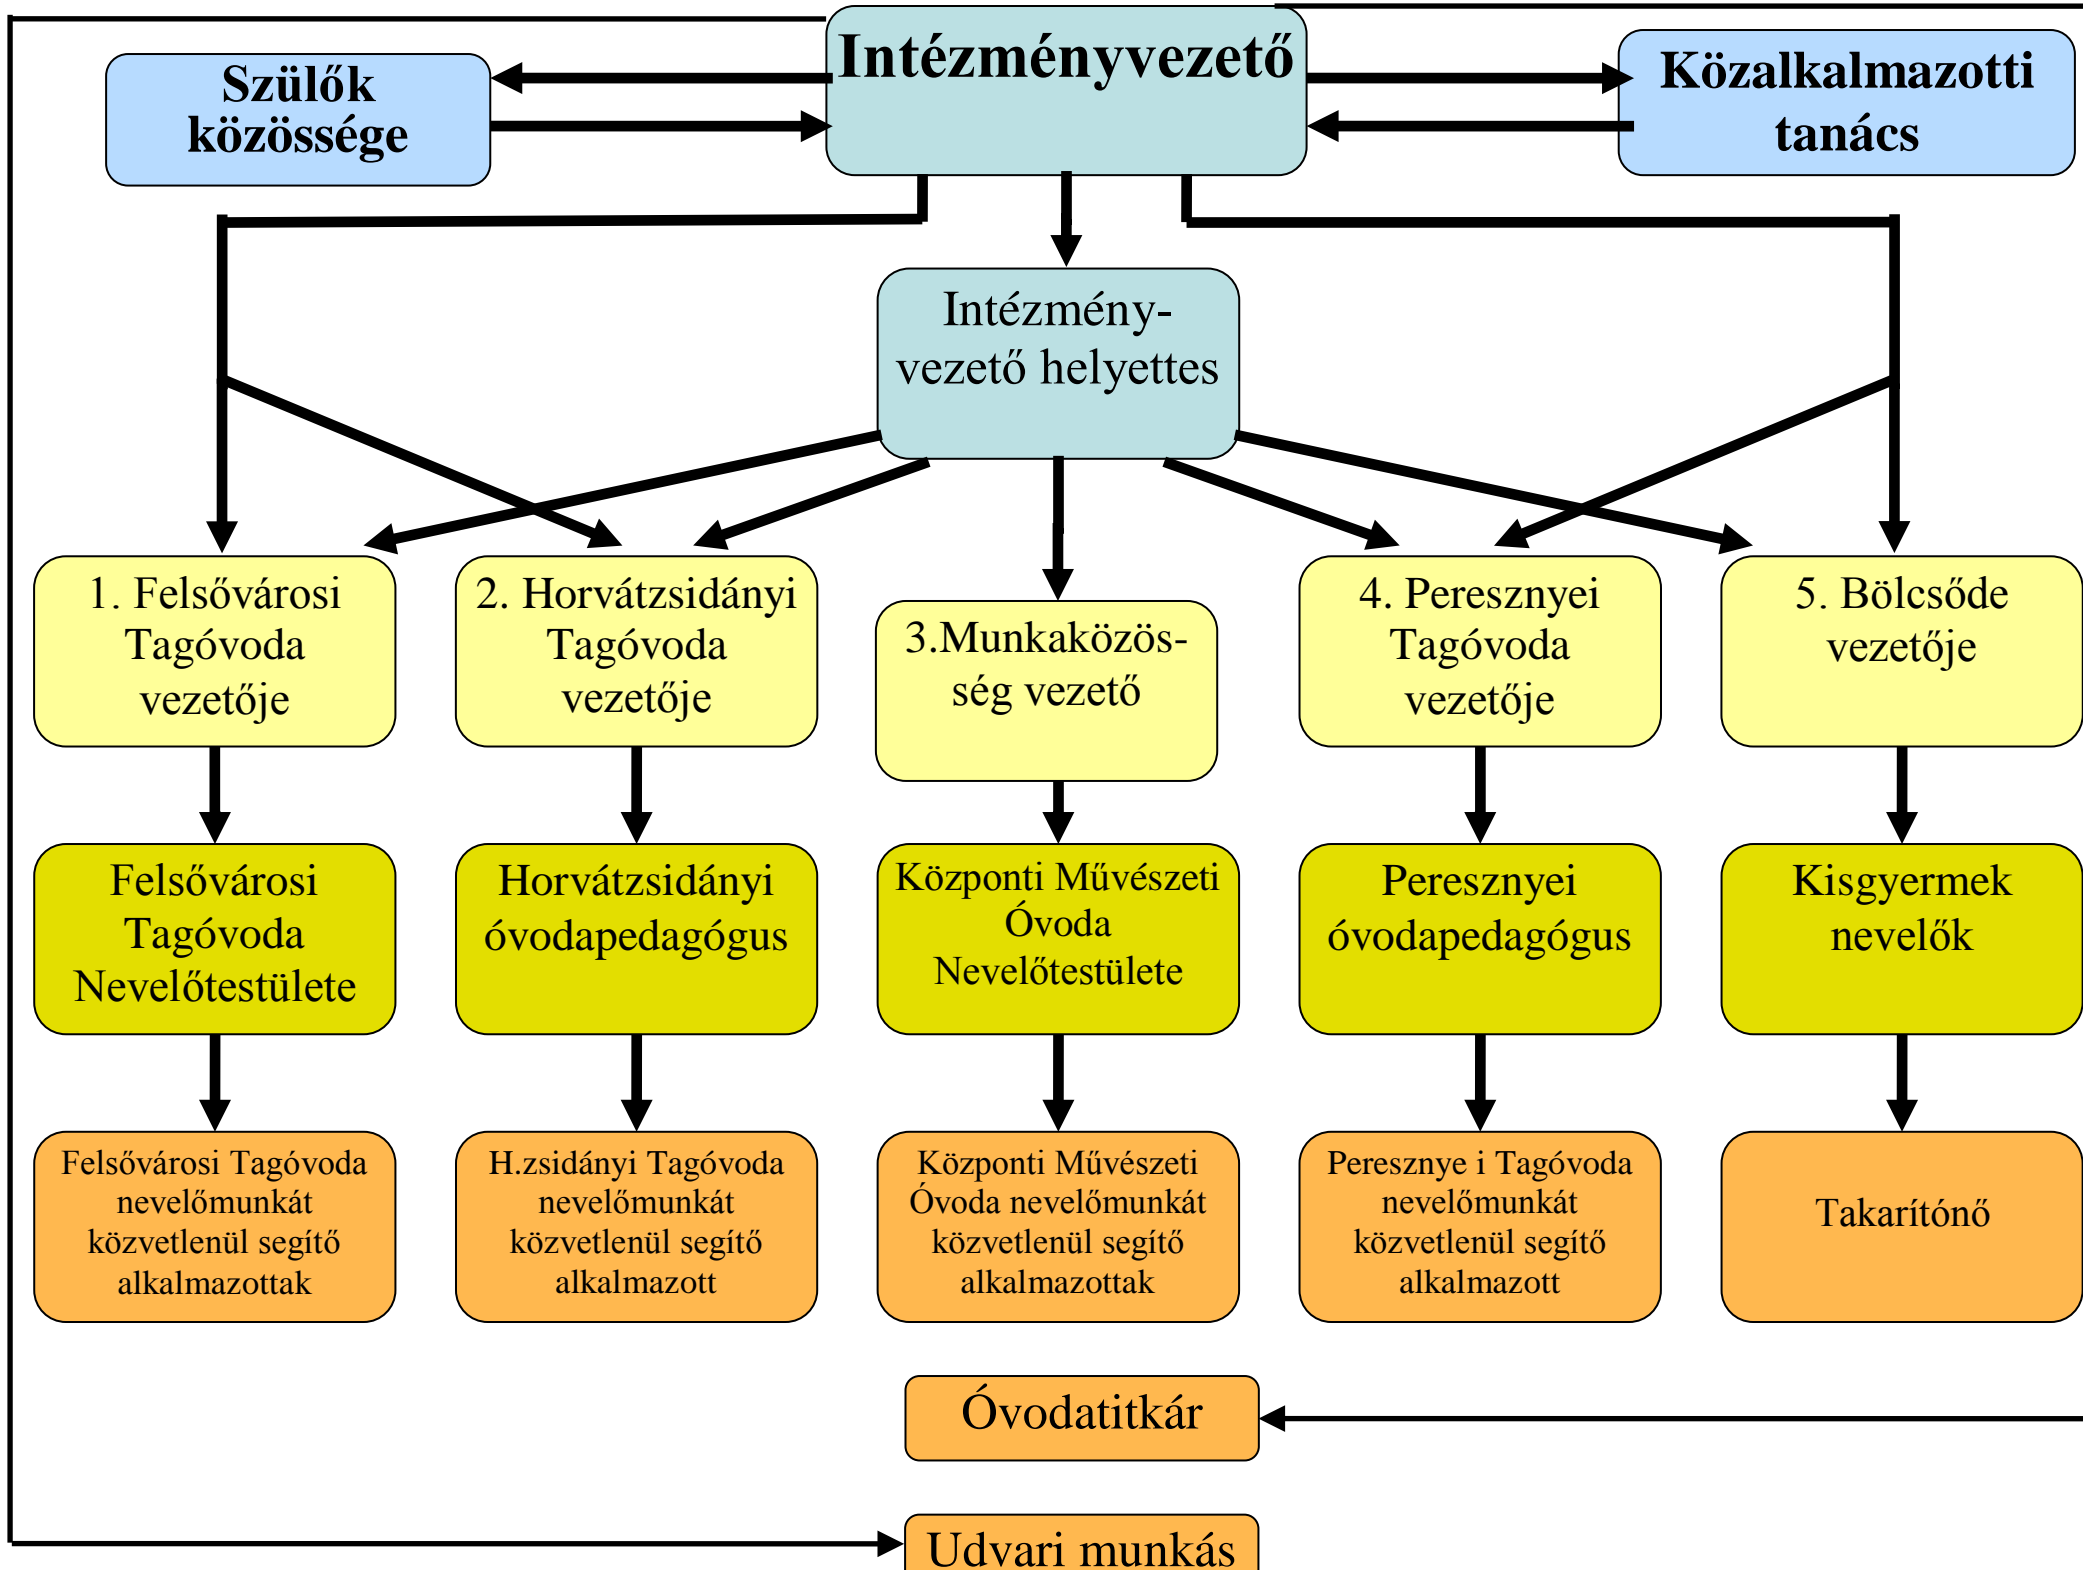 Intézményvezető
Szülők
közössége
Közalkalmazotti
tanács
Intézmény-
vezető helyettes
1. Felsővárosi
Tagóvoda
vezetője
2. Horvátzsidányi
Tagóvoda
vezetője
3.Munkaközös-
ség vezető
4. Peresznyei
Tagóvoda
vezetője
5. Bölcsőde
vezetője
Felsővárosi
Tagóvoda
Nevelőtestülete
Horvátzsidányi
óvodapedagógus
Központi Művészeti
Óvoda
Nevelőtestülete
Peresznyei
óvodapedagógus
Kisgyermek
nevelők
Felsővárosi Tagóvoda
nevelőmunkát
közvetlenül segítő
alkalmazottak
H.zsidányi Tagóvoda
nevelőmunkát
közvetlenül segítő
alkalmazott
Központi Művészeti
Óvoda nevelőmunkát
közvetlenül segítő
alkalmazottak
Peresznye i Tagóvoda
nevelőmunkát
közvetlenül segítő
alkalmazott
Takarítónő
Óvodatitkár
Udvari munkás